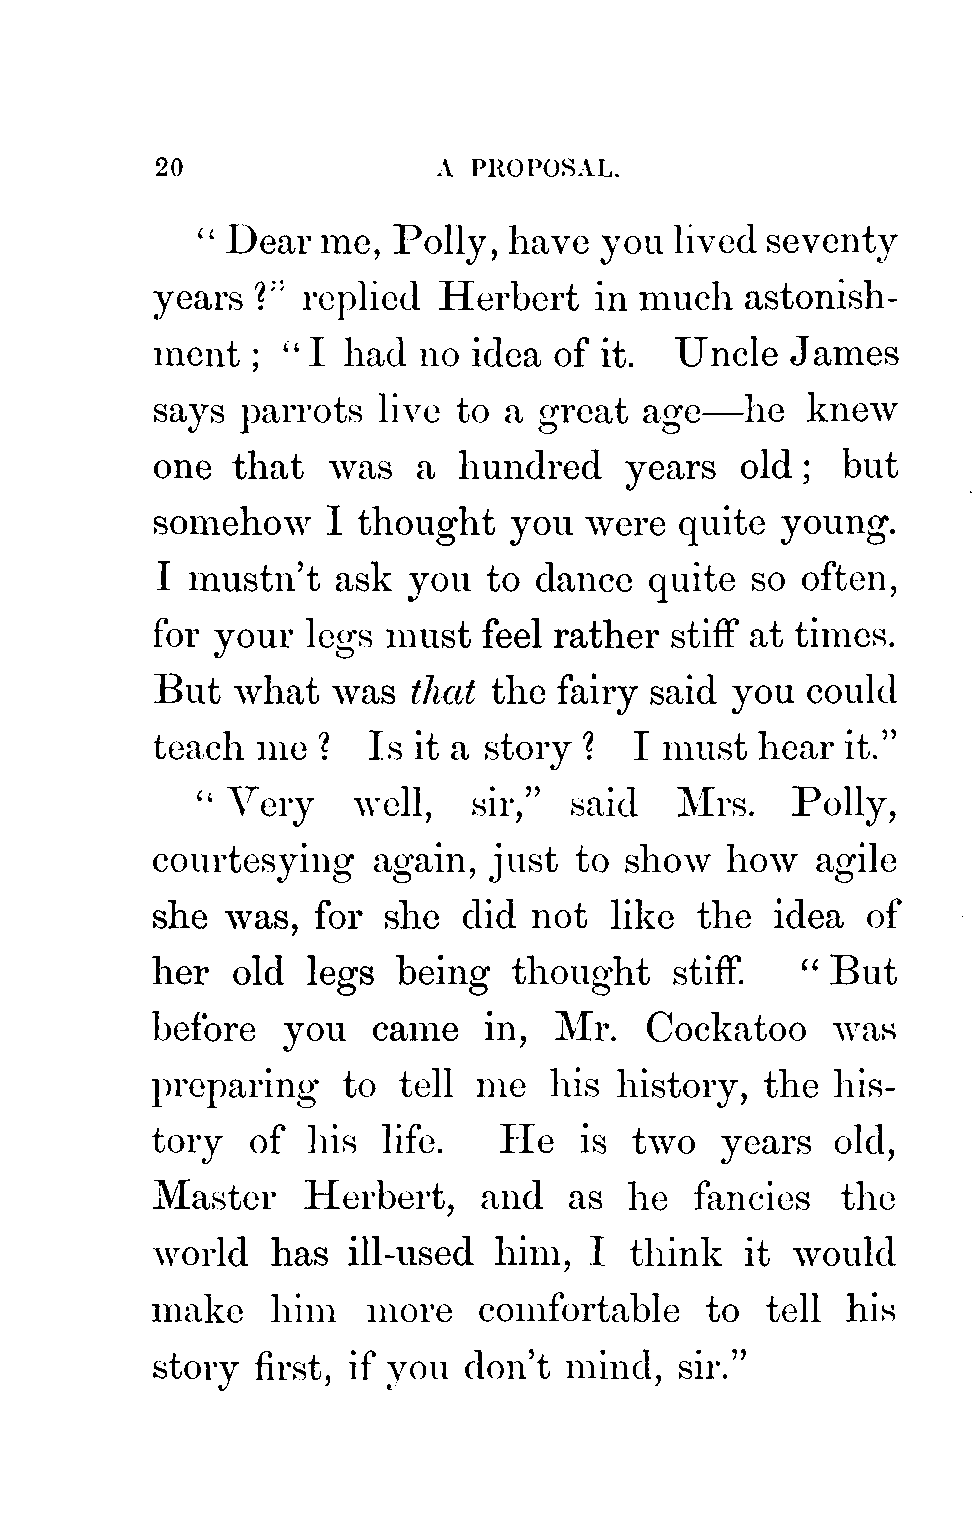 20 A PROPOSAL.
“ Dear me, Polly, have you lived seventy
years ?” replied Herbert in much astonish-
ment ; “ I had no idea of it. Uncle James
says parrots live to a great age—he knew
one that was a hundred years old ; but
somehow I thought you were quite young.
I mustn’t ask you to dance quite so often,
for your legs must feel rather stiff at times.
But what was that the fairy said you could
teach me ? Is it a story ? I must hear it.”
“ Very well, sir,” said Mrs. Polly,
courtesying again, just to show how agile
she was, for she did not like the idea of
her old legs being thought stiff. “ But
before you came in, Mr. Cockatoo was
preparing to tell me his history, the his-
tory of his life. He is two years old,
Master Herbert, and as he fancies the
world has ill-used him, I think it would
make him more comfortable to tell his
story first, if you don’t mind, sir.”